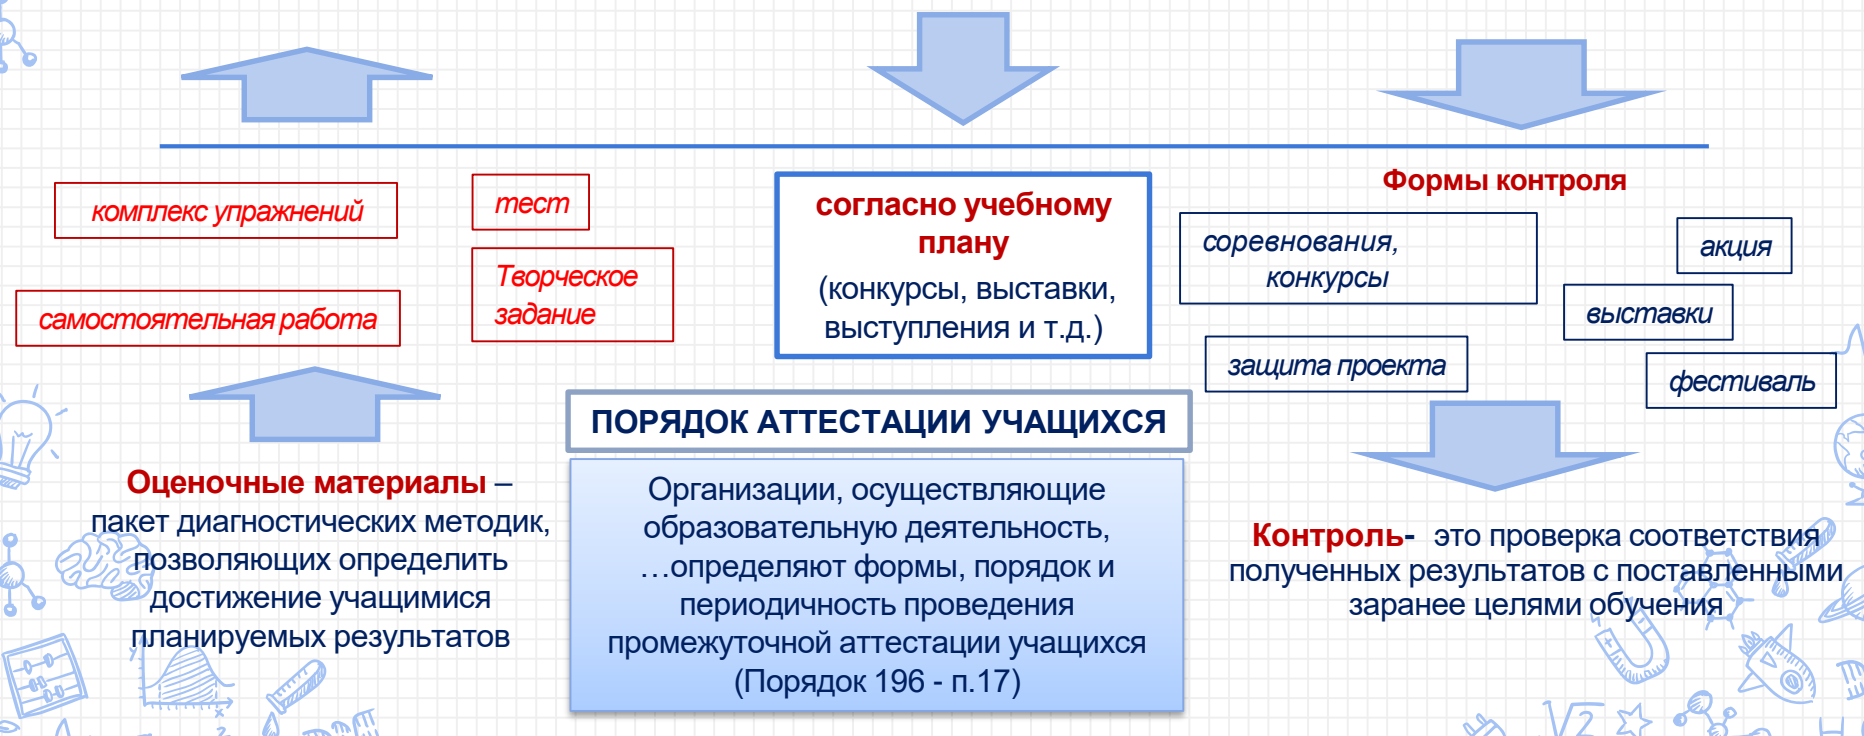 комплекс упражнений
тест
Творческое
задание
самостоятельная работа
согласно учебному
плану
(конкурсы, выставки,
выступления и т.д.)
Формы контроля
соревнования,
конкурсы
акция
выставки
защита проекта
фестиваль
ПОРЯДОК АТТЕСТАЦИИ УЧАЩИХСЯ
Оценочные материалы –
пакет диагностических методик,
позволяющих определить
достижение учащимися
планируемых результатов
Организации, осуществляющие
образовательную деятельность,
…определяют формы, порядок и
периодичность проведения
промежуточной аттестации учащихся
(Порядок 196 - п.17)
Контроль- это проверка соответствия
полученных результатов с поставленными
заранее целями обучения
y
x
√2